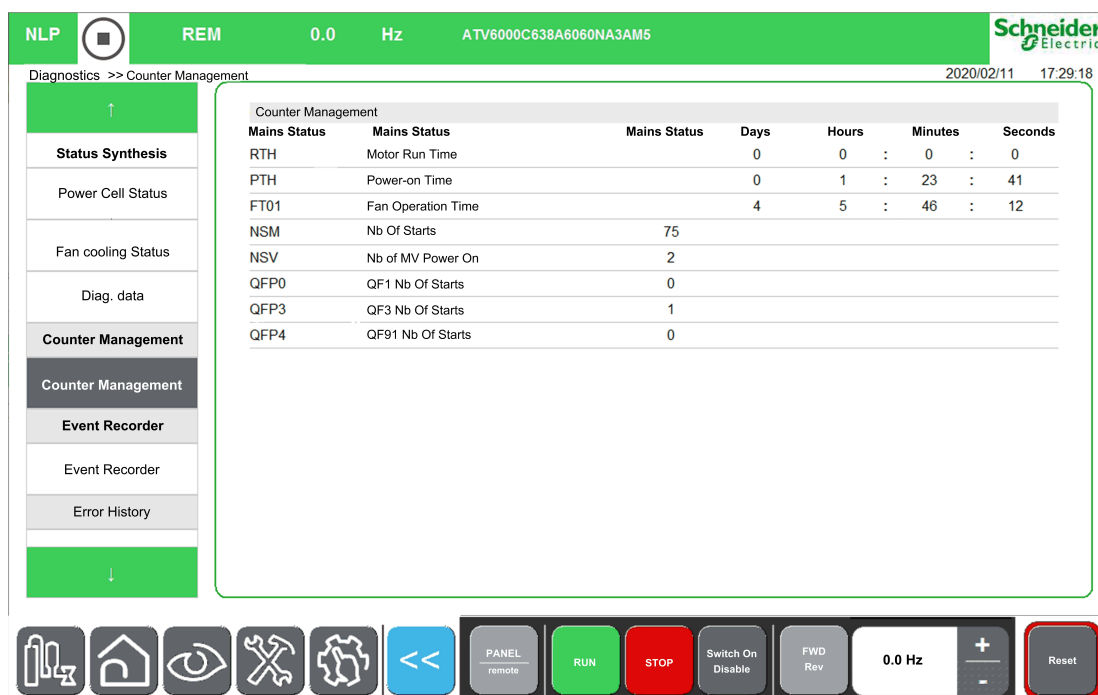 NLP REM 0.0 Hz ATV6000C638A6060NA3AM5 Schneider
Electric
Diagnostics >> Counter Management 2020/02/11 17:29:18
↑
Status Synthesis
Power Cell Status
Fan cooling Status
Diag. data
Counter Management
Counter Management
Event Recorder
Event Recorder
Error History
↓
Counter Management
Mains Status Mains Status Mains Status Days Hours Minutes Seconds
RTH Motor Run Time 0 0 : 0 : 0
PTH Power-on Time 0 1 : 23 : 41
FT01 Fan Operation Time 4 5 : 46 : 12
NSM Nb Of Starts 75
NSV Nb of MV Power On 2
QFP0 QF1 Nb Of Starts 0
QFP3 QF3 Nb Of Starts 1
QFP4 QF91 Nb Of Starts 0
<<
PANEL
remote
RUN
STOP
Switch On
Disable
FWD
Rev
0.0 Hz
+
-
Reset